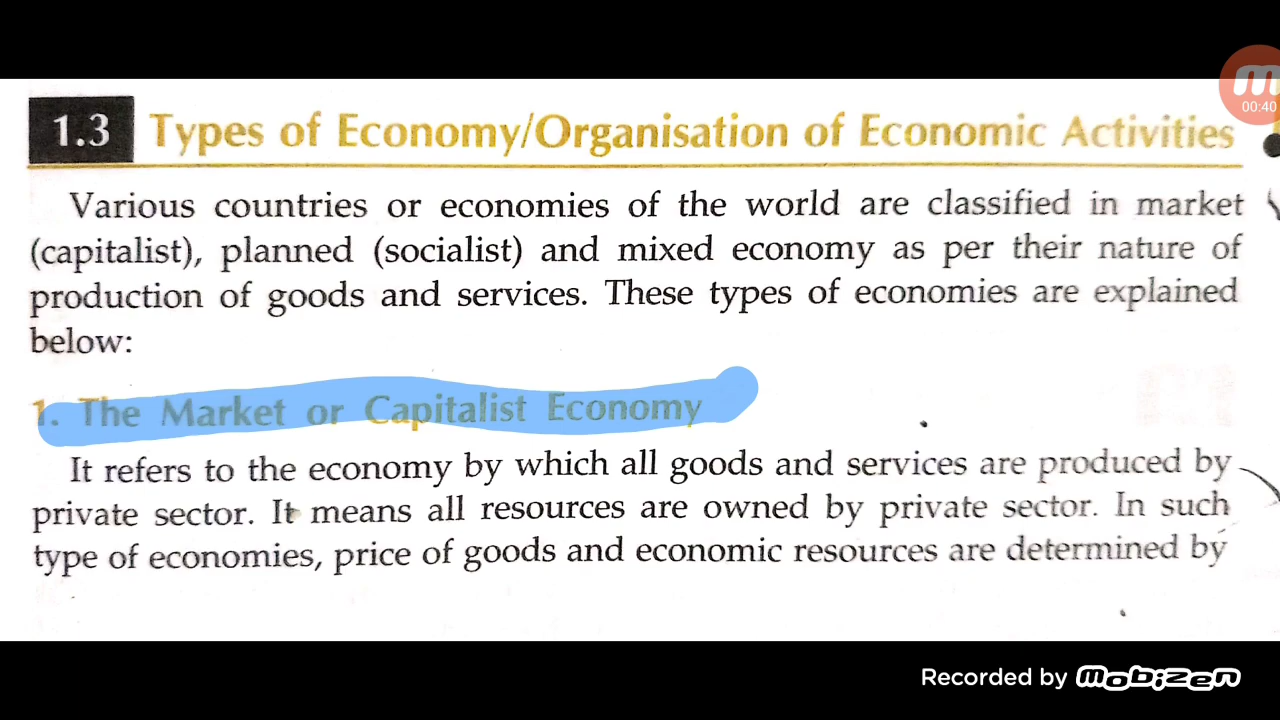 1.3 Types of Economy/Organisation of Economic Activities
Various countries or economies of the world are classified in market
(capitalist), planned (socialist) and mixed economy as per their nature of
production of goods and services. These types of economies are explained
below:
1. The Market or Capitalist Economy
It refers to the economy by which all goods and services are produced by
private sector. It means all resources are owned by private sector. In such
type of economies, price of goods and economic resources are determined by
00:40
Recorded by mobizen